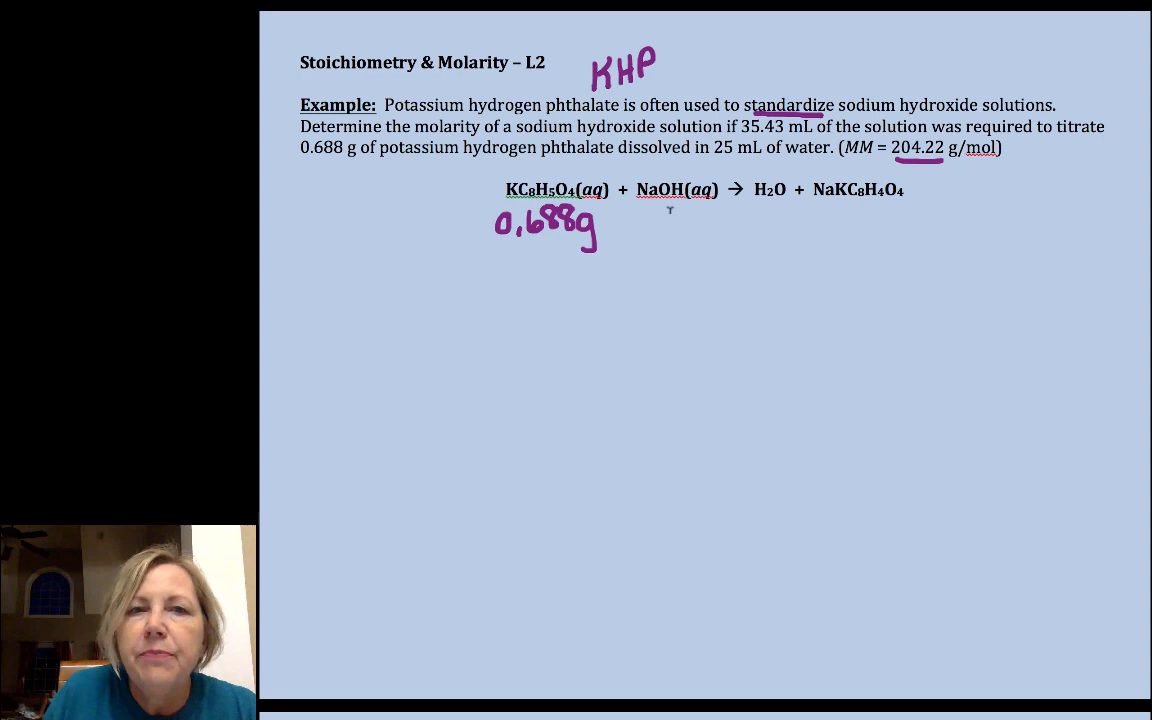 Stoichiometry & Molarity – L2
KHP
Example: Potassium hydrogen phthalate is often used to standardize sodium hydroxide solutions.
Determine the molarity of a sodium hydroxide solution if 35.43 mL of the solution was required to titrate
0.688 g of potassium hydrogen phthalate dissolved in 25 mL of water. (MM = 204.22 g/mol)
KC₈H₅O₄(aq) + NaOH(aq) → H₂O + NaKC₈H₄O₄
0.688g